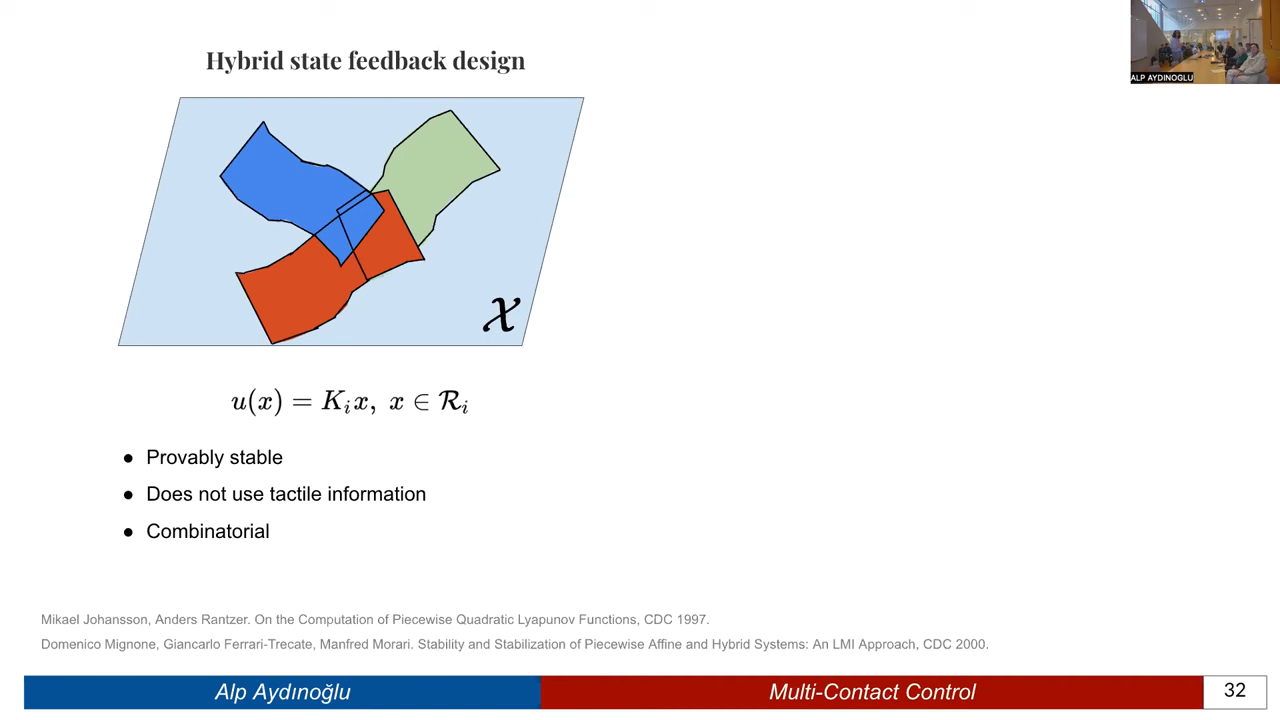 Hybrid state feedback design
ALP AYDINOGLU
𝒳
u(x) = Kᵢx, x ∈ ℛᵢ
● Provably stable
● Does not use tactile information
● Combinatorial
Mikael Johansson, Anders Rantzer. On the Computation of Piecewise Quadratic Lyapunov Functions, CDC 1997.
Domenico Mignone, Giancarlo Ferrari-Trecate, Manfred Morari. Stability and Stabilization of Piecewise Affine and Hybrid Systems: An LMI Approach, CDC 2000.
Alp Aydınoğlu
Multi-Contact Control
32